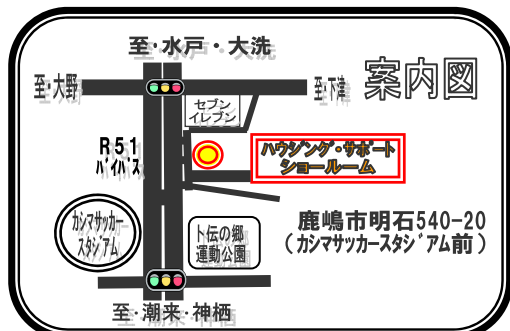 至・水戸・大洗
至・大野
至・下津
案内図
セブン
イレブン
R51
バイパス
ハウジング・サポート
ショールーム
カシマサッカー
スタジアム
ト伝の郷
運動公園
鹿嶋市明石540-20
(カシマサッカースタジアム前)
至・潮来・神栖